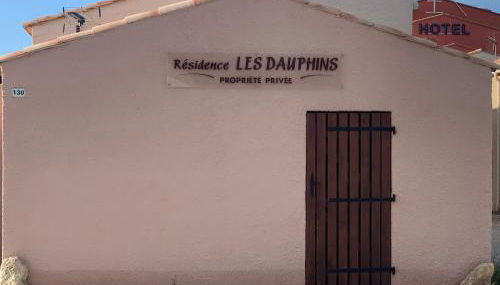 HOTEL
Résidence LES DAUPHINS
PROPRIÉTÉ PRIVÉE
130